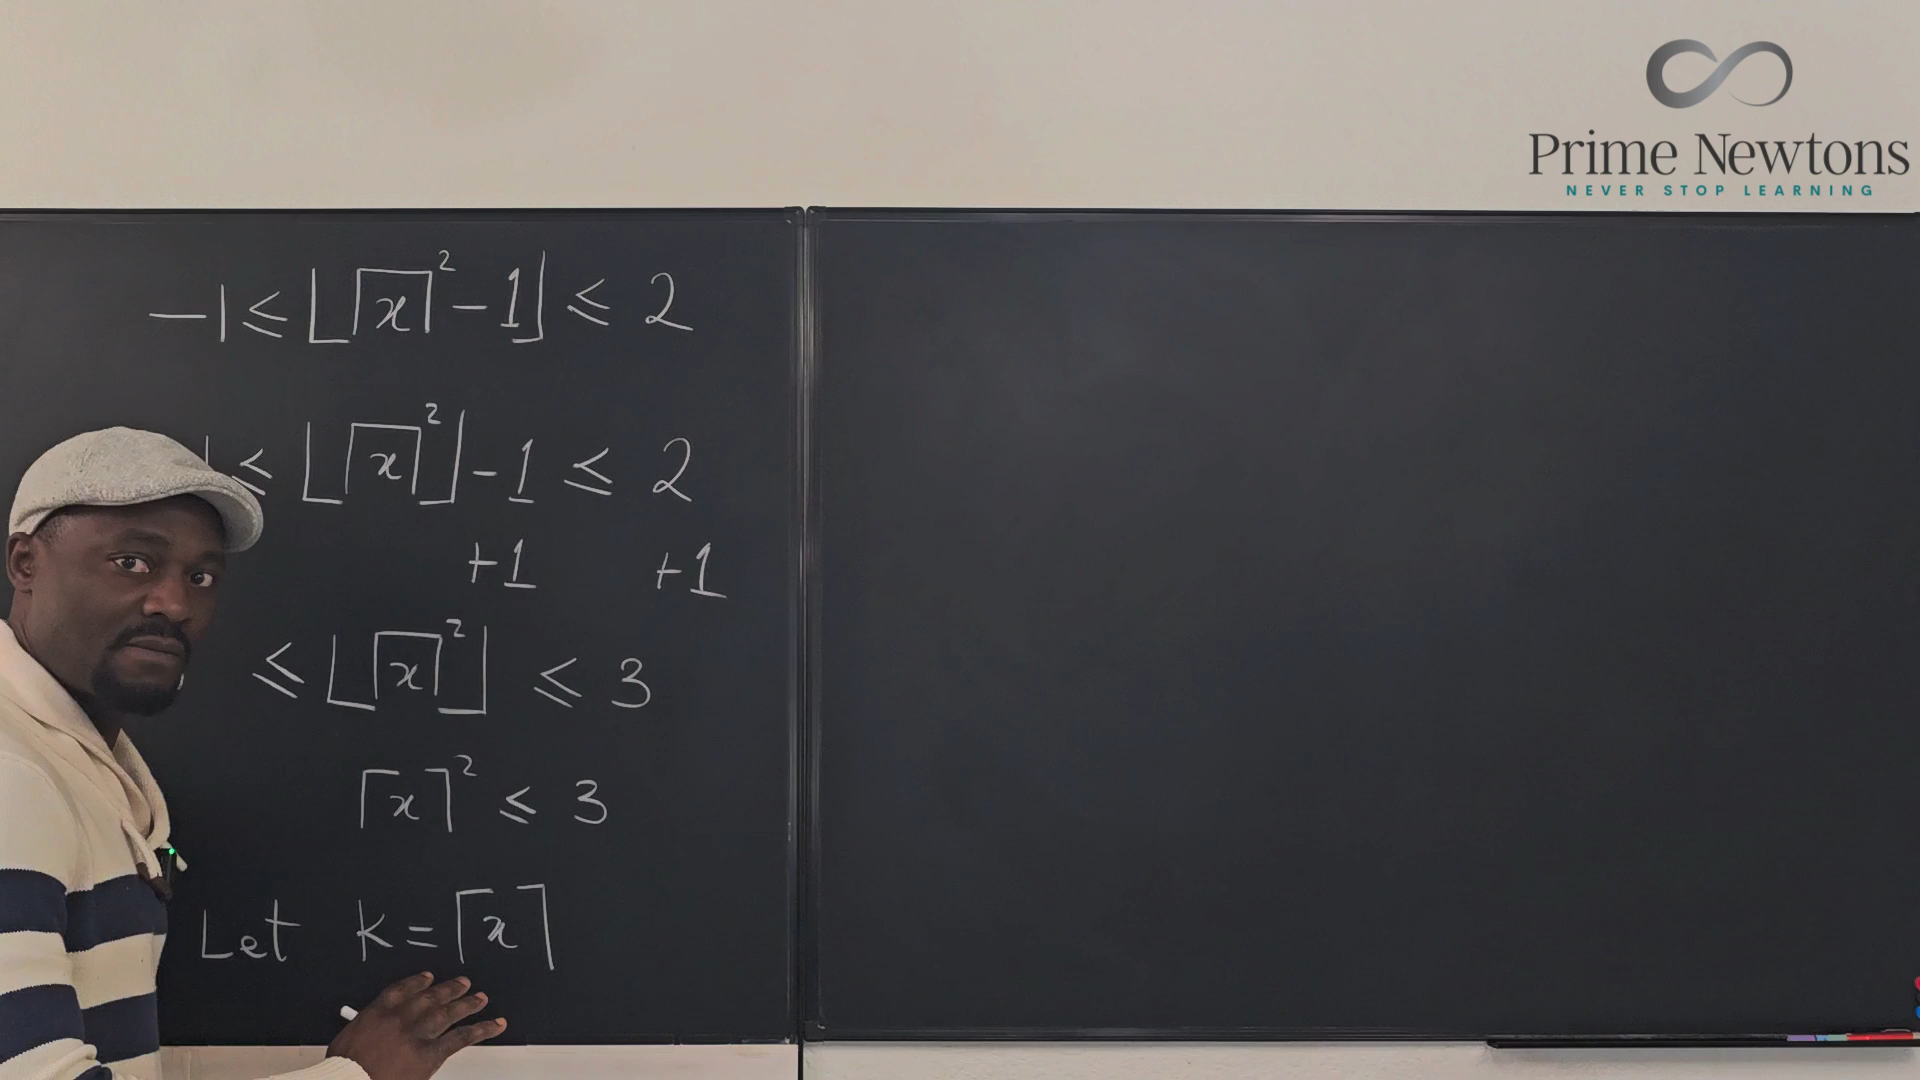 Prime Newtons
NEVER STOP LEARNING
-1 ≤ ⌊⌈x⌉² - 1⌋ ≤ 2
≤ ⌊⌈x⌉²⌋ - 1 ≤ 2
+1 +1
≤ ⌊⌈x⌉²⌋ ≤ 3
⌈x⌉² ≤ 3
Let k = ⌈x⌉